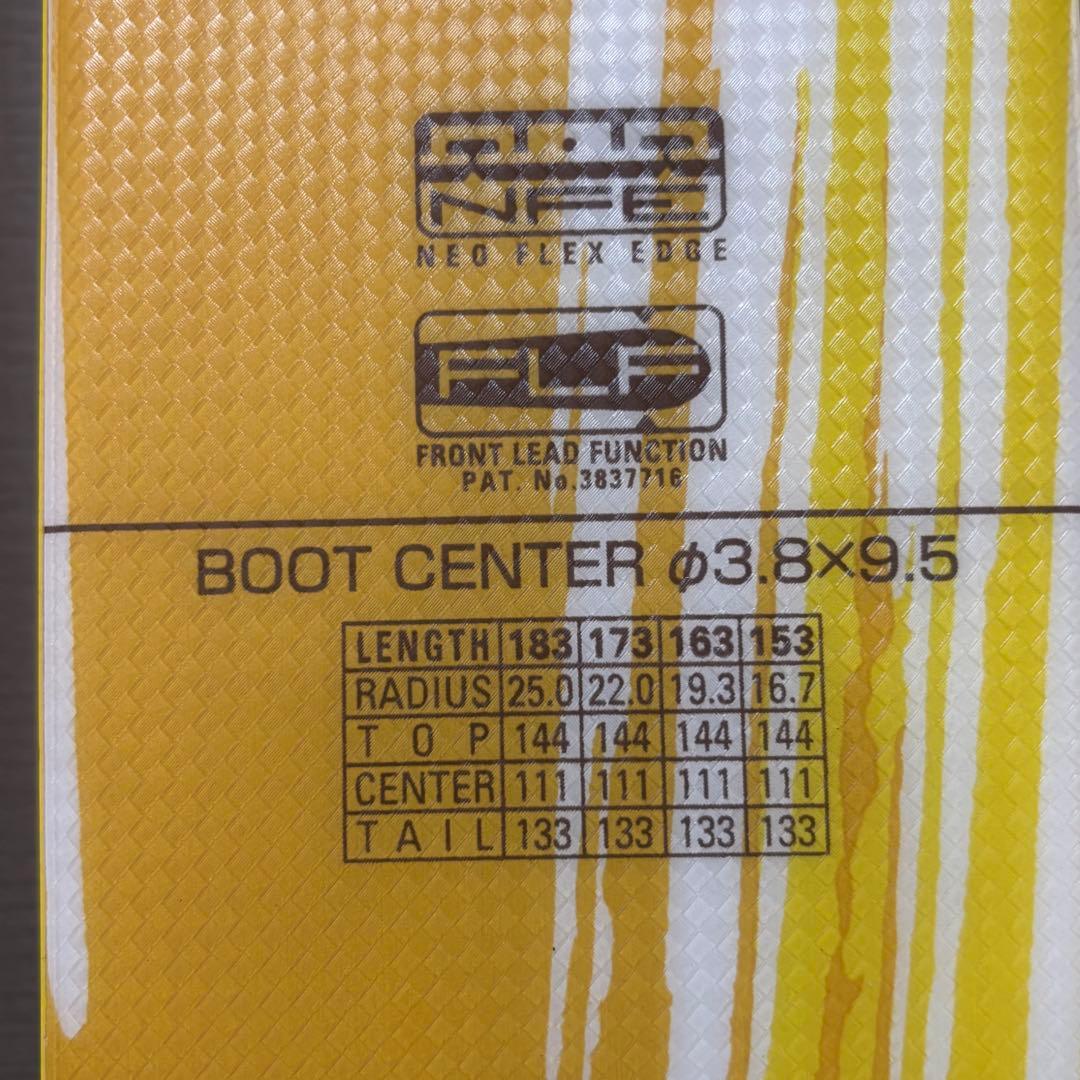 NFE
NEO FLEX EDGE
FLF
FRONT LEAD FUNCTION
PAT. No.3837716
BOOT CENTER φ3.8×9.5
LENGTH 183 173 163 153
RADIUS 25.0 22.0 19.3 16.7
TOP 144 144 144 144
CENTER 111 111 111 111
TAIL 133 133 133 133